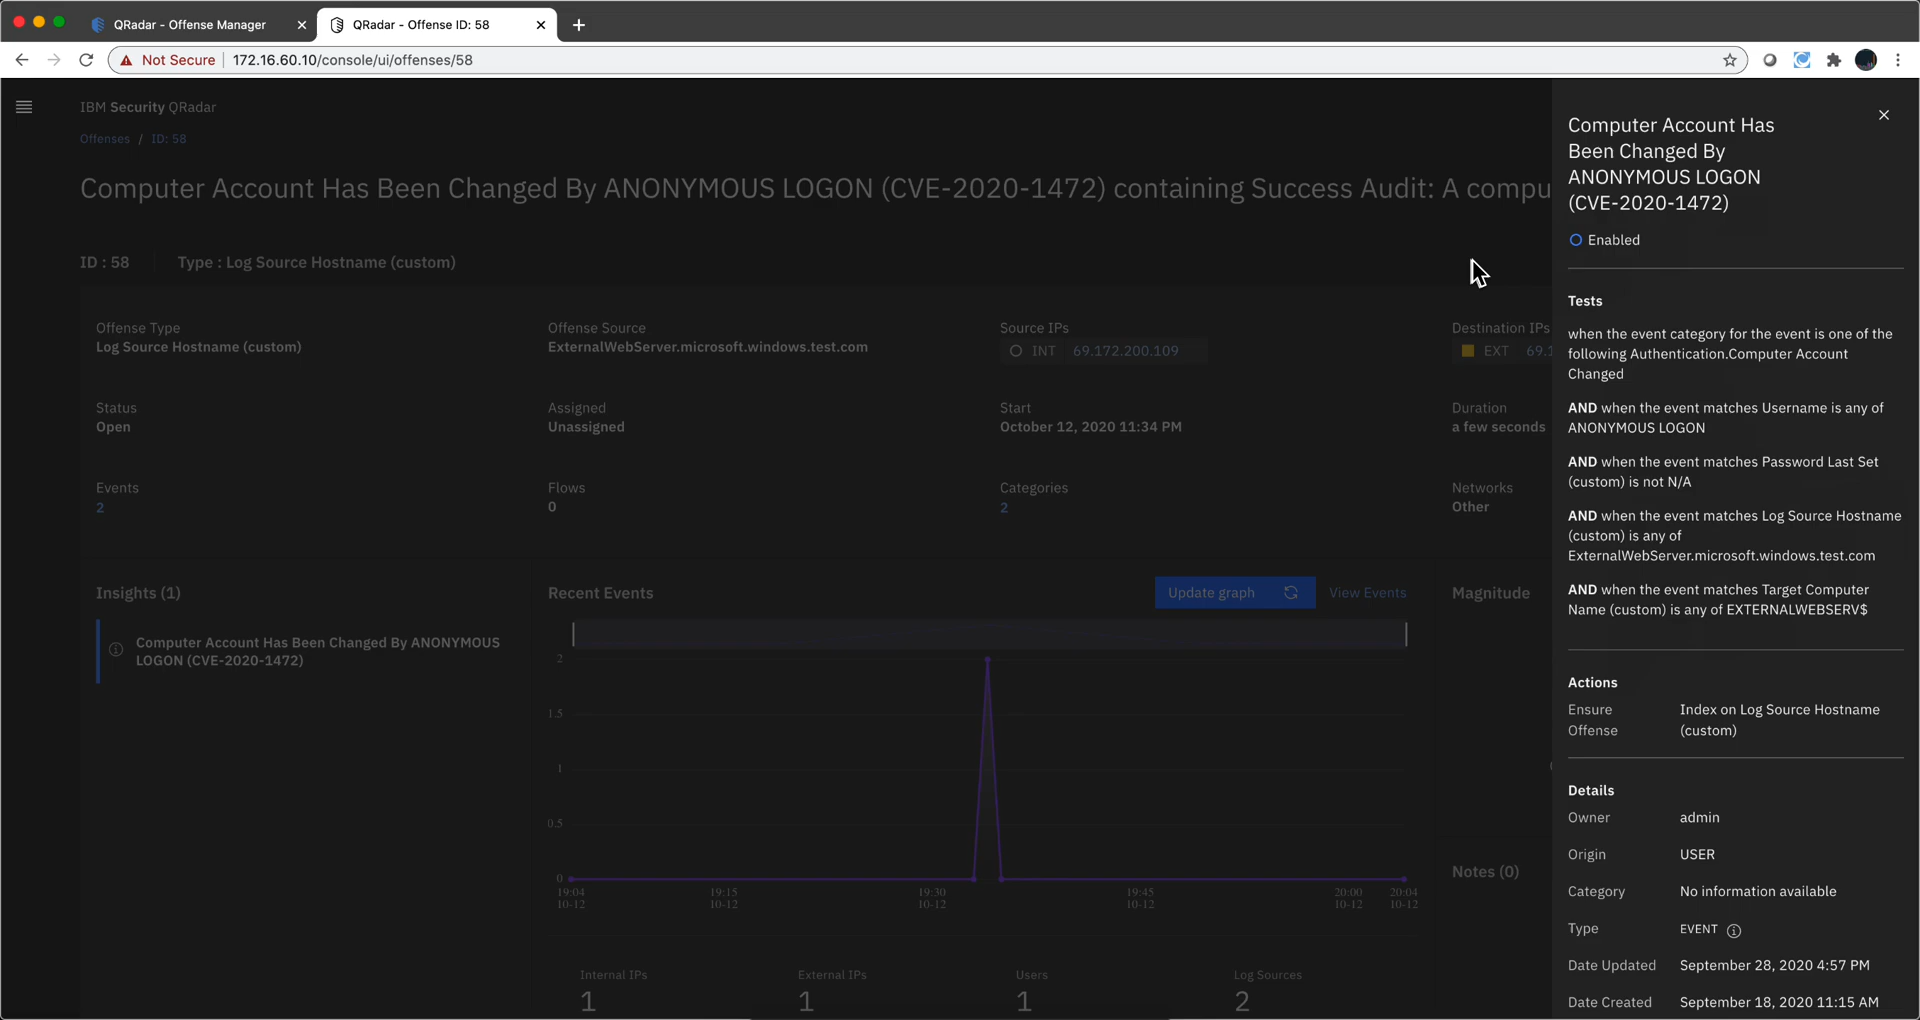 QRadar - Offense Manager
QRadar - Offense ID: 58
Not Secure
172.16.60.10/console/ui/offenses/58
IBM Security QRadar
Offenses / ID: 58
Computer Account Has Been Changed By ANONYMOUS LOGON (CVE-2020-1472) containing Success Audit: A compu
ID : 58
Type : Log Source Hostname (custom)
Offense Type
Log Source Hostname (custom)
Offense Source
ExternalWebServer.microsoft.windows.test.com
Source IPs
INT 69.172.200.109
Destination IPs
EXT 69.1
Status
Open
Assigned
Unassigned
Start
October 12, 2020 11:34 PM
Duration
a few seconds
Events
2
Flows
0
Categories
2
Networks
Other
Insights (1)
Computer Account Has Been Changed By ANONYMOUS
LOGON (CVE-2020-1472)
Recent Events
Update graph
View Events
2
1.5
1
0.5
0
19:04
10-12
19:15
10-12
19:30
10-12
19:45
10-12
20:00
10-12
20:04
10-12
Internal IPs
1
External IPs
1
Users
1
Log Sources
2
Magnitude
Notes (0)
Computer Account Has
Been Changed By
ANONYMOUS LOGON
(CVE-2020-1472)
Enabled
Tests
when the event category for the event is one of the
following Authentication.Computer Account
Changed
AND when the event matches Username is any of
ANONYMOUS LOGON
AND when the event matches Password Last Set
(custom) is not N/A
AND when the event matches Log Source Hostname
(custom) is any of
ExternalWebServer.microsoft.windows.test.com
AND when the event matches Target Computer
Name (custom) is any of EXTERNALWEBSERV$
Actions
Ensure
Offense
Index on Log Source Hostname
(custom)
Details
Owner admin
Origin USER
Category No information available
Type EVENT
Date Updated September 28, 2020 4:57 PM
Date Created September 18, 2020 11:15 AM